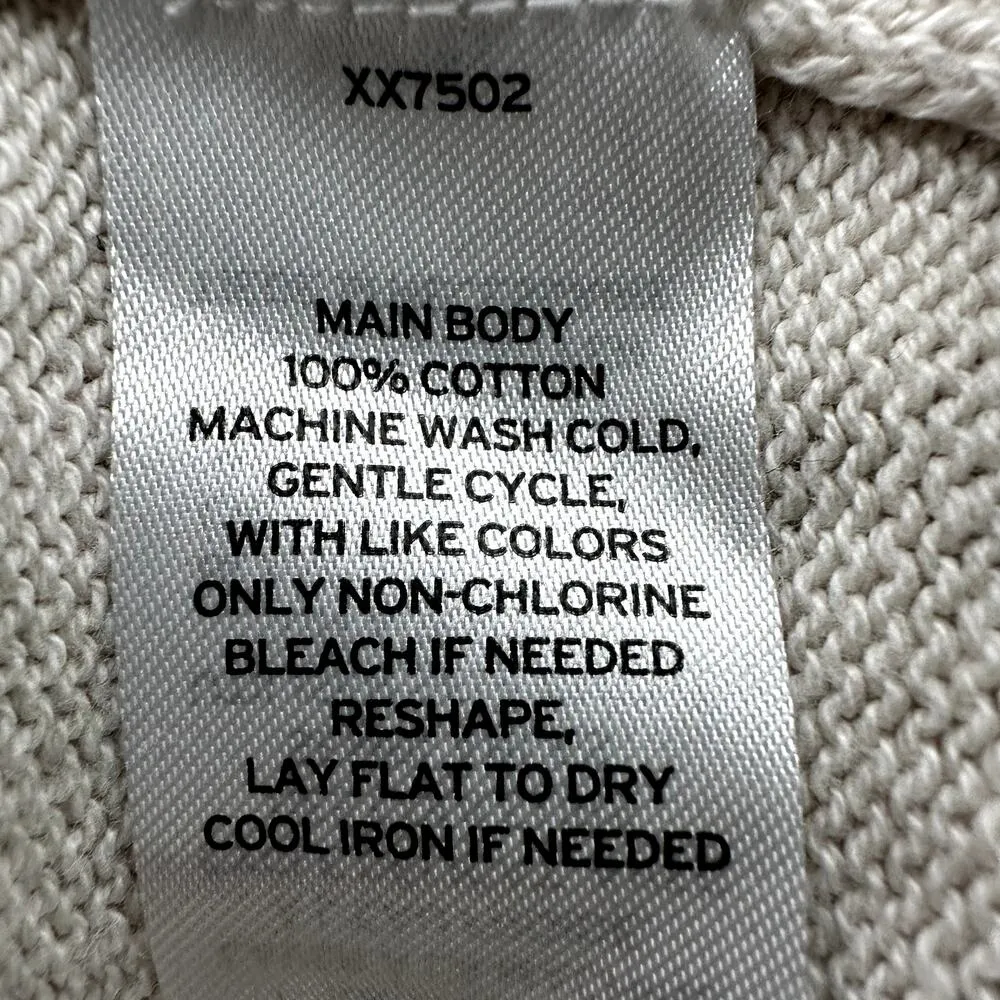 XX7502
MAIN BODY
100% COTTON
MACHINE WASH COLD,
GENTLE CYCLE,
WITH LIKE COLORS
ONLY NON-CHLORINE
BLEACH IF NEEDED
RESHAPE,
LAY FLAT TO DRY
COOL IRON IF NEEDED